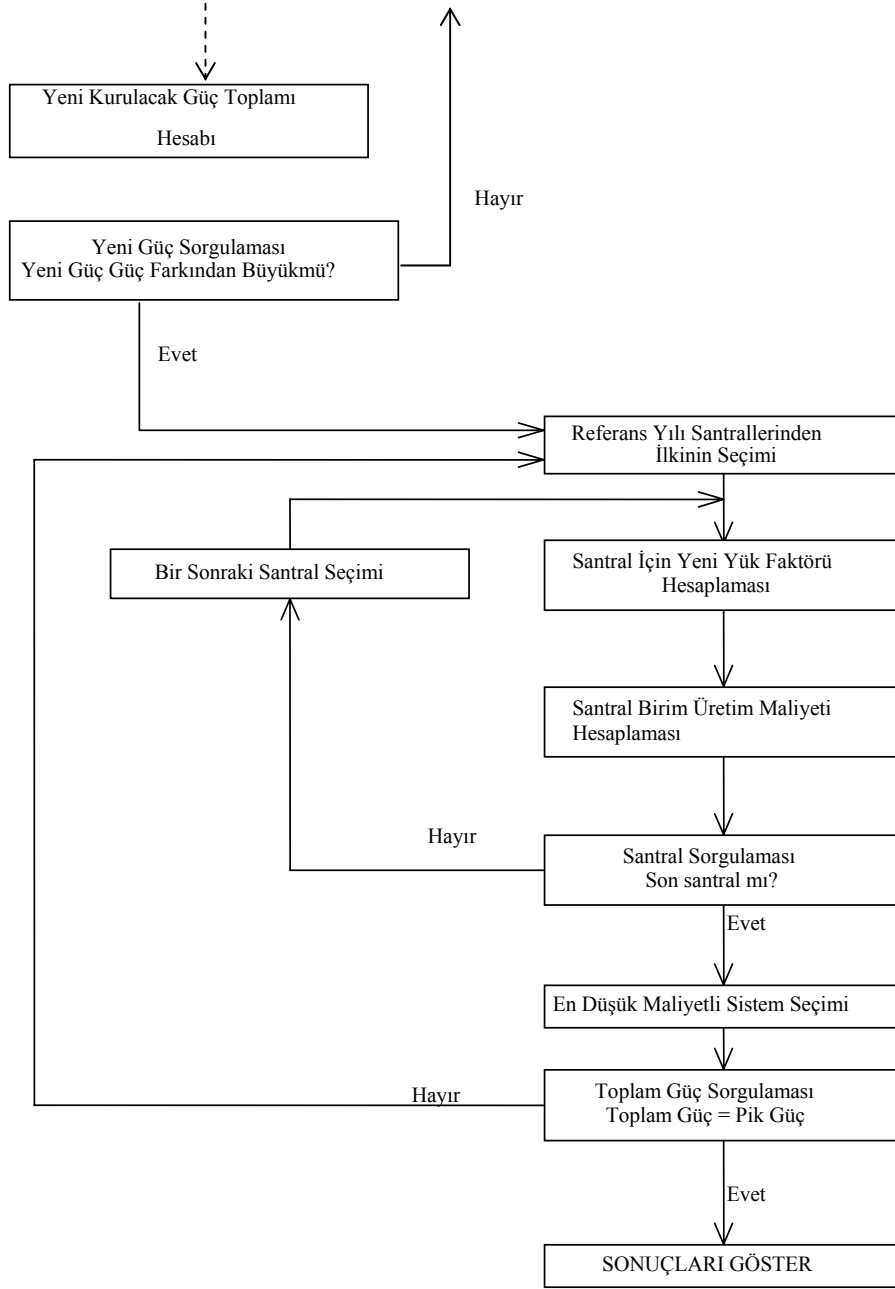 Yeni Kurulacak Güç Toplamı
Hesabı
Hayır
Yeni Güç Sorgulaması
Yeni Güç Güç Farkından Büyükmü?
Evet
Referans Yılı Santrallerinden
İlkinin Seçimi
Bir Sonraki Santral Seçimi
Santral İçin Yeni Yük Faktörü
Hesaplaması
Santral Birim Üretim Maliyeti
Hesaplaması
Hayır
Santral Sorgulaması
Son santral mı?
Evet
En Düşük Maliyetli Sistem Seçimi
Hayır
Toplam Güç Sorgulaması
Toplam Güç = Pik Güç
Evet
SONUÇLARI GÖSTER